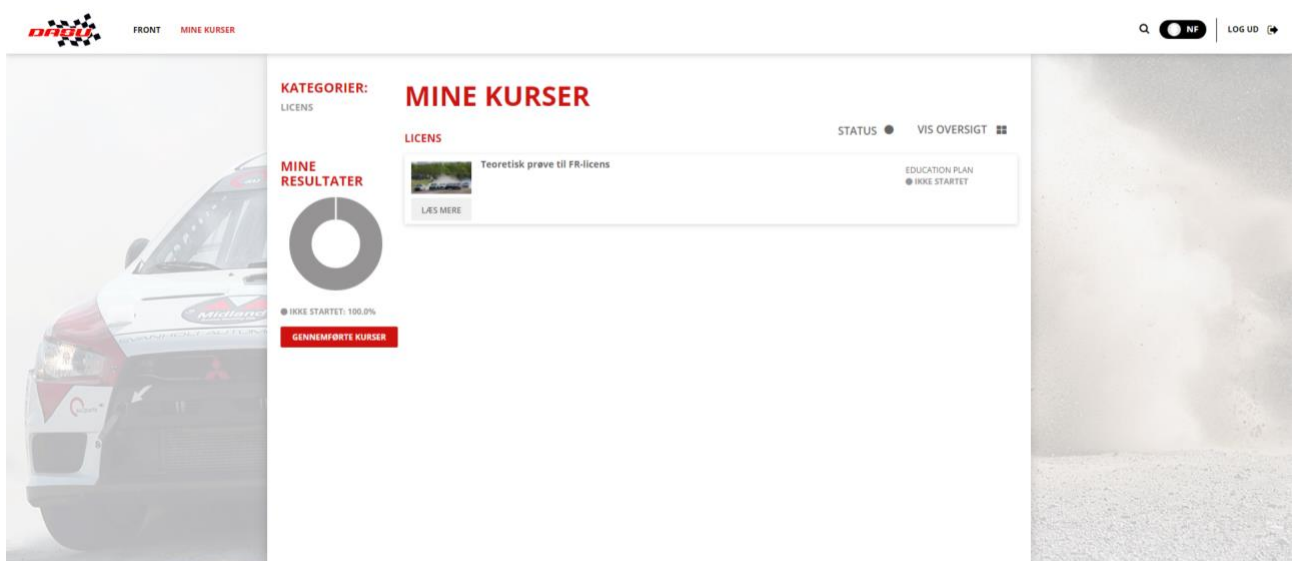 DASU
FRONT
MINE KURSER
NF
LOG UD
KATEGORIER:
LICENS
MINE
RESULTATER
IKKE STARTET: 100,0%
GENNEMFØRTE KURSER
MINE KURSER
STATUS
VIS OVERSIGT
LICENS
Teoretisk prøve til FR-licens
LÆS MERE
EDUCATION PLAN
IKKE STARTET
Midland